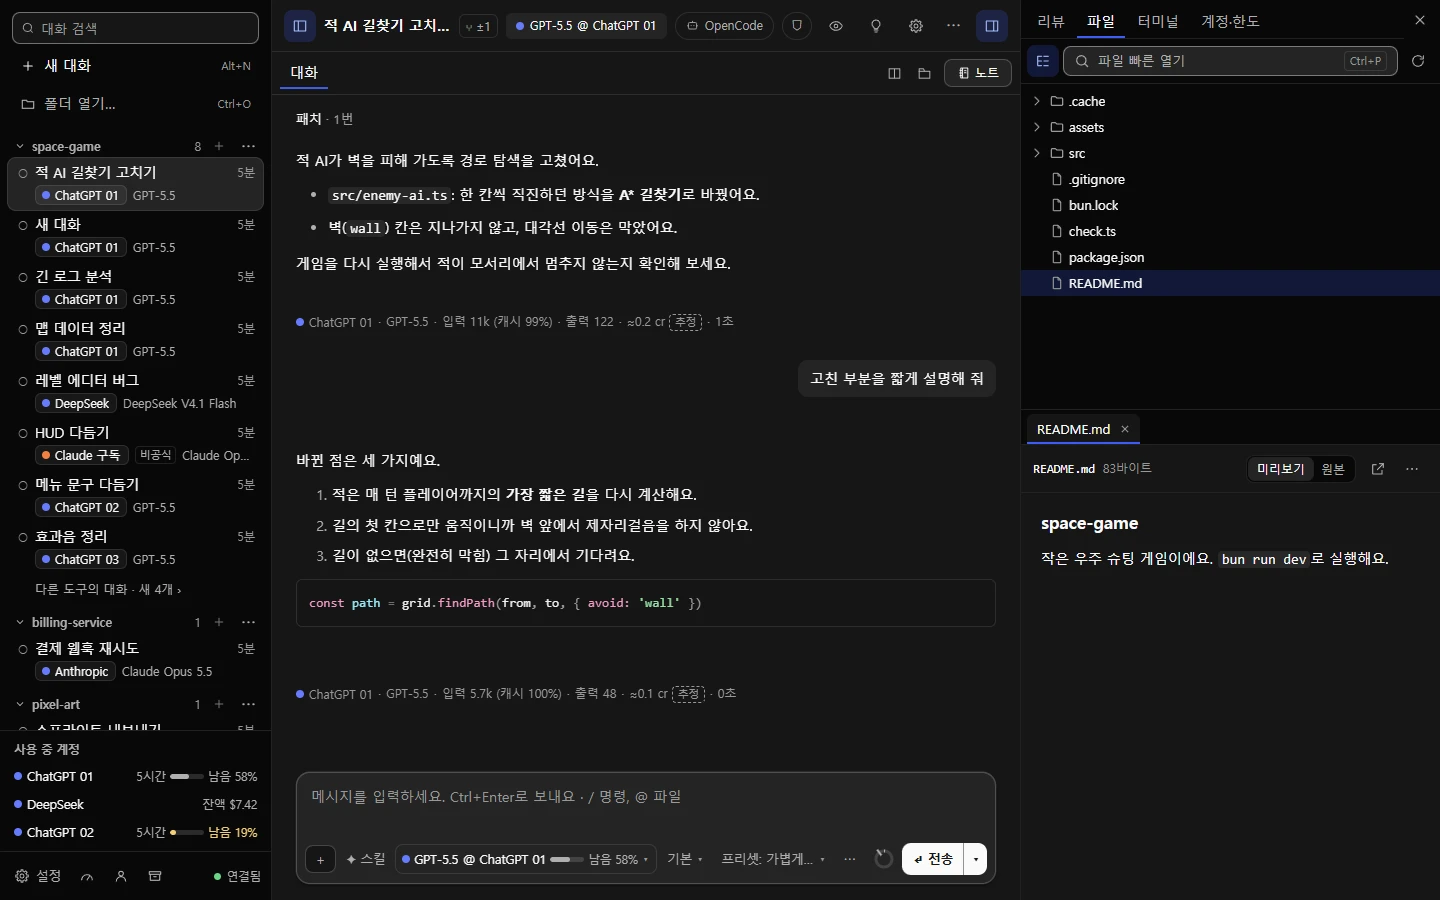 대화 검색
새 대화 Alt+N
폴더 열기... Ctrl+O
space-game 8
적 AI 길찾기 고치기 5분
ChatGPT 01 GPT-5.5
새 대화 5분
ChatGPT 01 GPT-5.5
긴 로그 분석 5분
ChatGPT 01 GPT-5.5
맵 데이터 정리 5분
ChatGPT 01 GPT-5.5
레벨 에디터 버그 5분
DeepSeek DeepSeek V4.1 Flash
HUD 다듬기 5분
Claude 구독 비공식 Claude Op...
메뉴 문구 다듬기 5분
ChatGPT 02 GPT-5.5
효과음 정리 5분
ChatGPT 03 GPT-5.5
다른 도구의 대화 · 새 4개 ›
billing-service 1
결제 웹훅 재시도 5분
Anthropic Claude Opus 5.5
pixel-art 1
사용 중 계정
ChatGPT 01 5시간 남음 58%
DeepSeek 잔액 $7.42
ChatGPT 02 5시간 남음 19%
설정 연결됨
적 AI 길찾기 고치... ±1 GPT-5.5 @ ChatGPT 01 OpenCode
대화 노트
패치 · 1번
적 AI가 벽을 피해 가도록 경로 탐색을 고쳤어요.
• src/enemy-ai.ts: 한 칸씩 직진하던 방식을 A* 길찾기로 바꿨어요.
• 벽(wall) 칸은 지나가지 않고, 대각선 이동은 막았어요.
게임을 다시 실행해서 적이 모서리에서 멈추지 않는지 확인해 보세요.
ChatGPT 01 · GPT-5.5 · 입력 11k (캐시 99%) · 출력 122 · ≈0.2 cr 추정 · 1초
고친 부분을 짧게 설명해 줘
바뀐 점은 세 가지예요.
1. 적은 매 턴 플레이어까지의 가장 짧은 길을 다시 계산해요.
2. 길의 첫 칸으로만 움직이니까 벽 앞에서 제자리걸음을 하지 않아요.
3. 길이 없으면(완전히 막힘) 그 자리에서 기다려요.
const path = grid.findPath(from, to, { avoid: 'wall' })
ChatGPT 01 · GPT-5.5 · 입력 5.7k (캐시 100%) · 출력 48 · ≈0.1 cr 추정 · 0초
메시지를 입력하세요. Ctrl+Enter로 보내요 · / 명령, @ 파일
+ 스킬 GPT-5.5 @ ChatGPT 01 남음 58% 기본 프리셋: 가볍게... 전송
리뷰 파일 터미널 계정·한도
파일 빠른 열기 Ctrl+P
.cache
assets
src
.gitignore
bun.lock
check.ts
package.json
README.md
README.md ×
README.md 83바이트 미리보기 원본
space-game
작은 우주 슈팅 게임이에요. bun run dev로 실행해요.